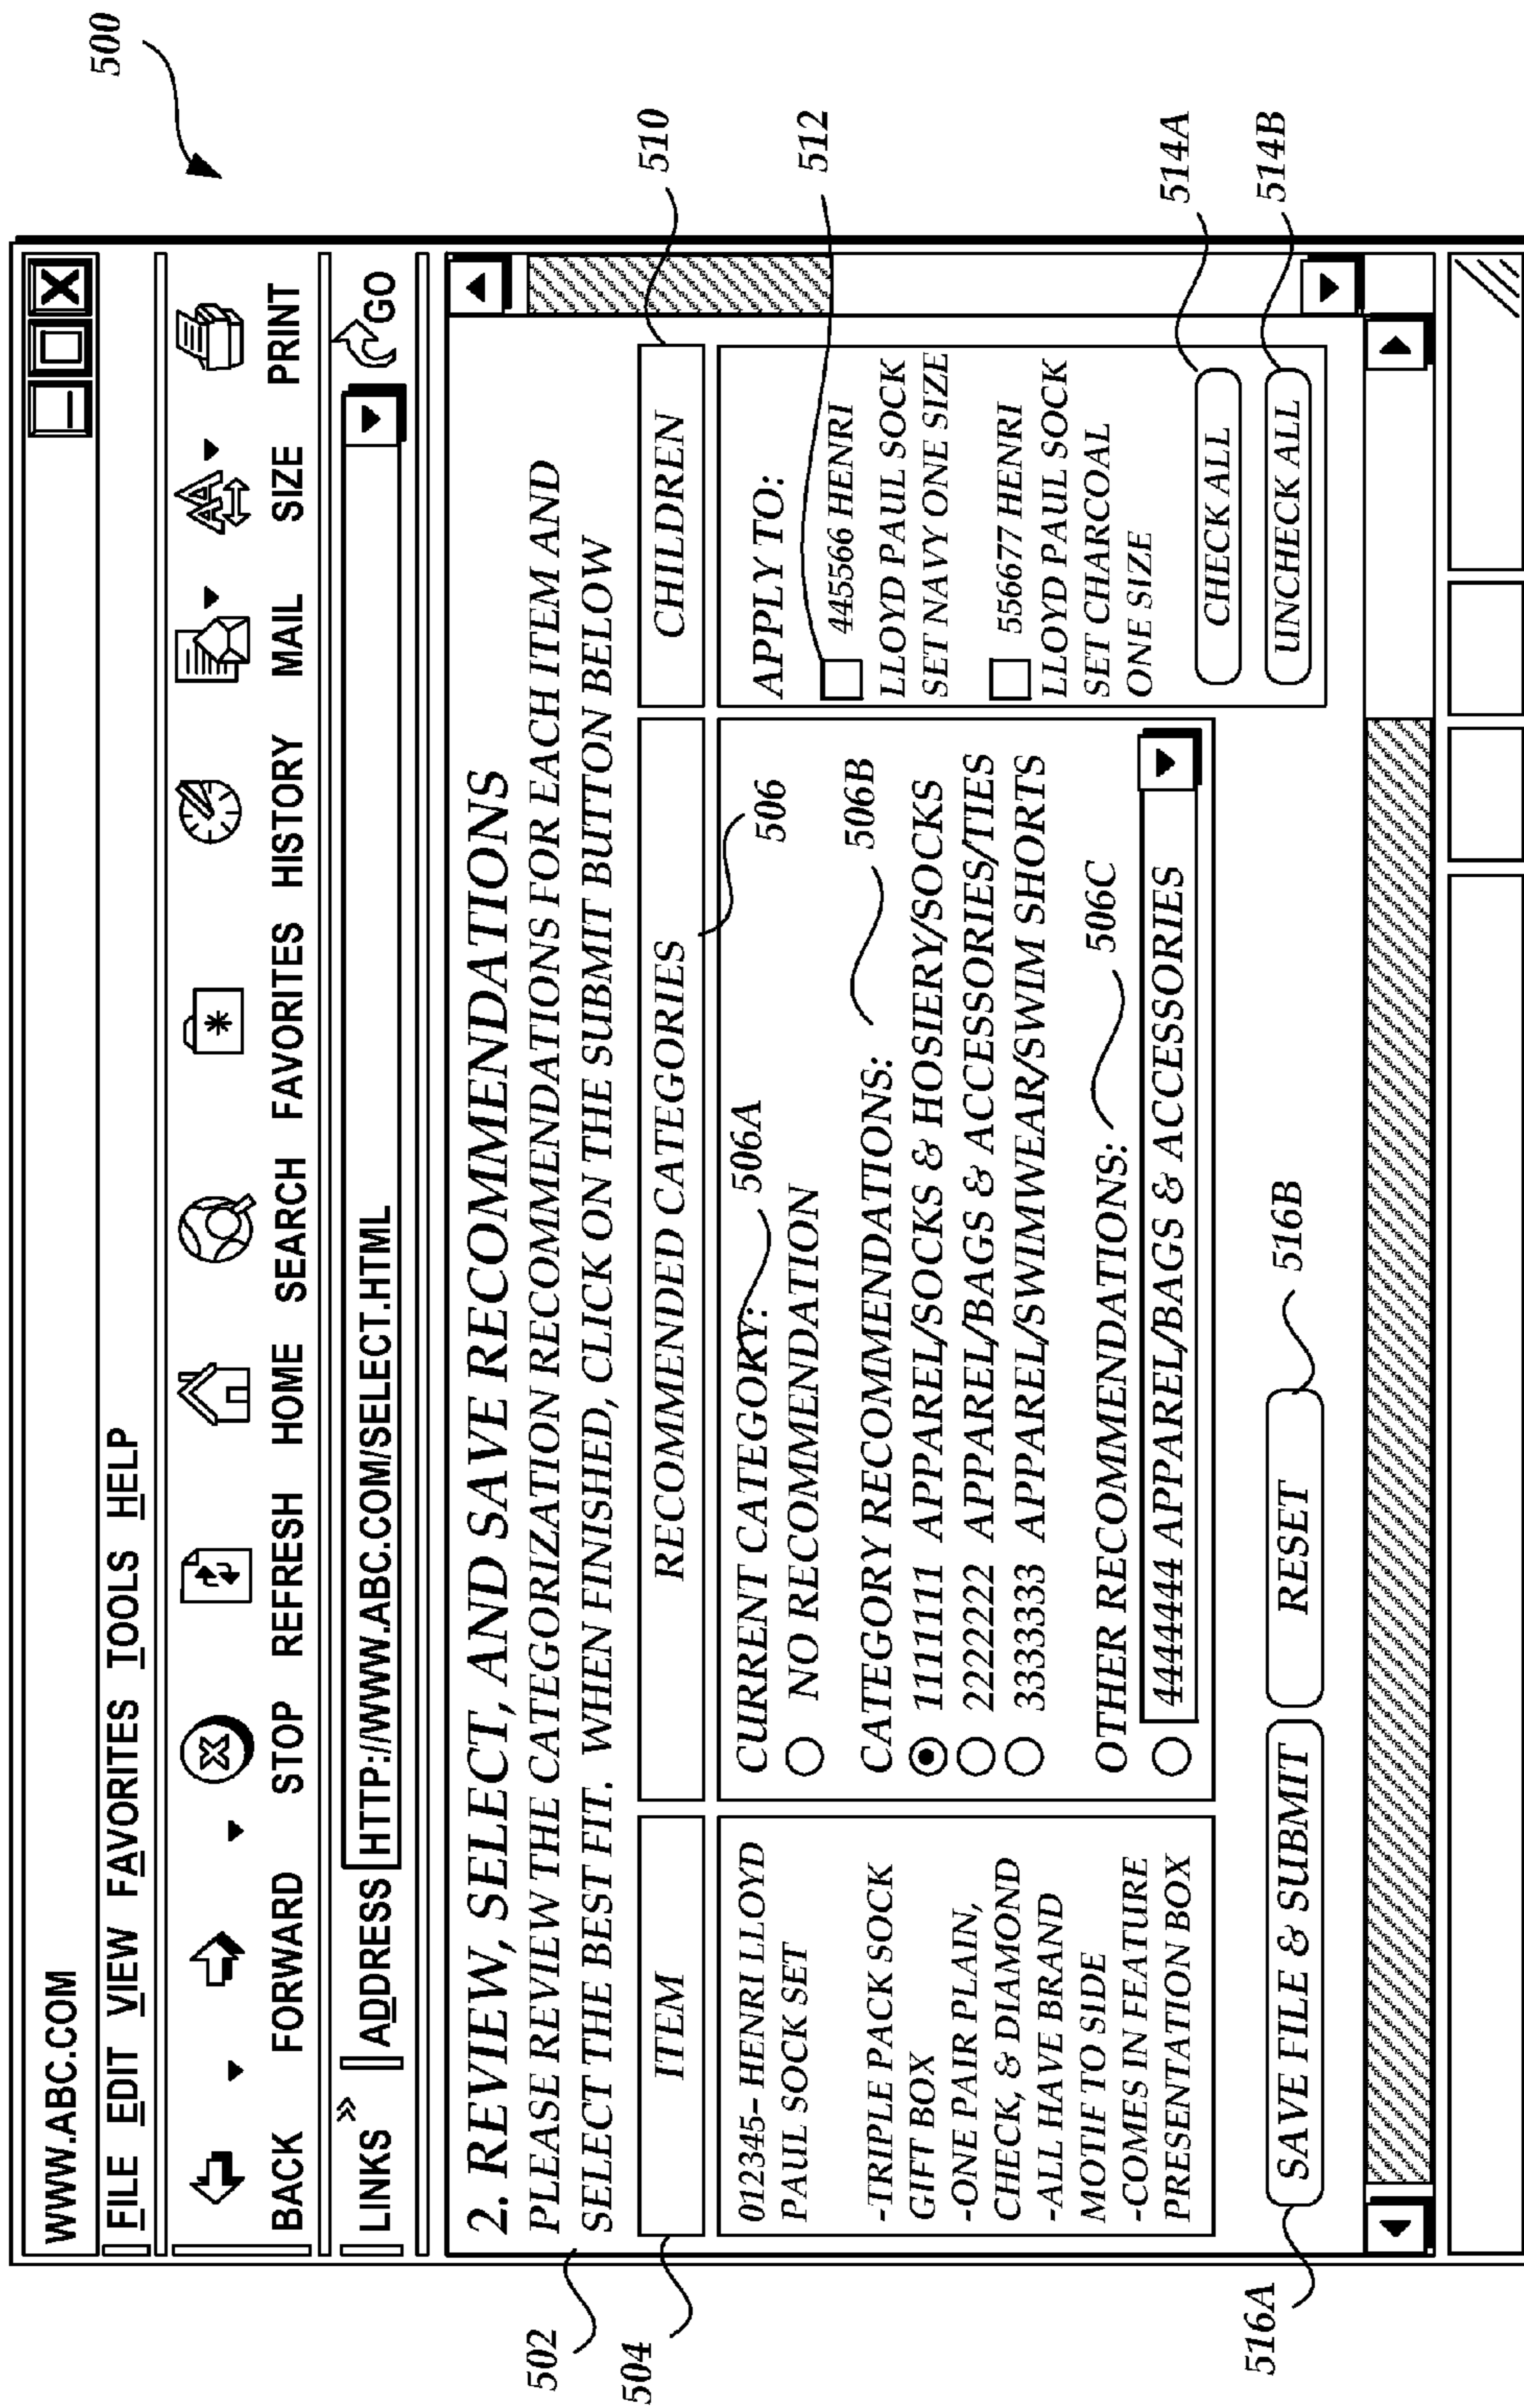 500
WWW.ABC.COM
FILE EDIT VIEW FAVORITES TOOLS HELP
BACK FORWARD STOP REFRESH HOME SEARCH FAVORITES HISTORY MAIL SIZE PRINT
LINKS » ADDRESS HTTP://WWW.ABC.COM/SELECT.HTML GO
502
2. REVIEW, SELECT, AND SAVE RECOMMENDATIONS
PLEASE REVIEW THE CATEGORIZATION RECOMMENDATIONS FOR EACH ITEM AND
SELECT THE BEST FIT. WHEN FINISHED, CLICK ON THE SUBMIT BUTTON BELOW
504
ITEM
012345- HENRI LLOYD
PAUL SOCK SET
-TRIPLE PACK SOCK
GIFT BOX
-ONE PAIR PLAIN,
CHECK, & DIAMOND
-ALL HAVE BRAND
MOTIF TO SIDE
-COMES IN FEATURE
PRESENTATION BOX
RECOMMENDED CATEGORIES
506
CURRENT CATEGORY:
506A
NO RECOMMENDATION
CATEGORY RECOMMENDATIONS:
506B
1111111 APPAREL/SOCKS & HOSIERY/SOCKS
2222222 APPAREL/BAGS & ACCESSORIES/TIES
3333333 APPAREL/SWIMWEAR/SWIM SHORTS
OTHER RECOMMENDATIONS:
506C
4444444 APPAREL/BAGS & ACCESSORIES
CHILDREN
510
APPLY TO:
512
445566 HENRI
LLOYD PAUL SOCK
SET NAVY ONE SIZE
556677 HENRI
LLOYD PAUL SOCK
SET CHARCOAL
ONE SIZE
CHECK ALL
514A
UNCHECK ALL
514B
516A
SAVE FILE & SUBMIT
RESET
516B